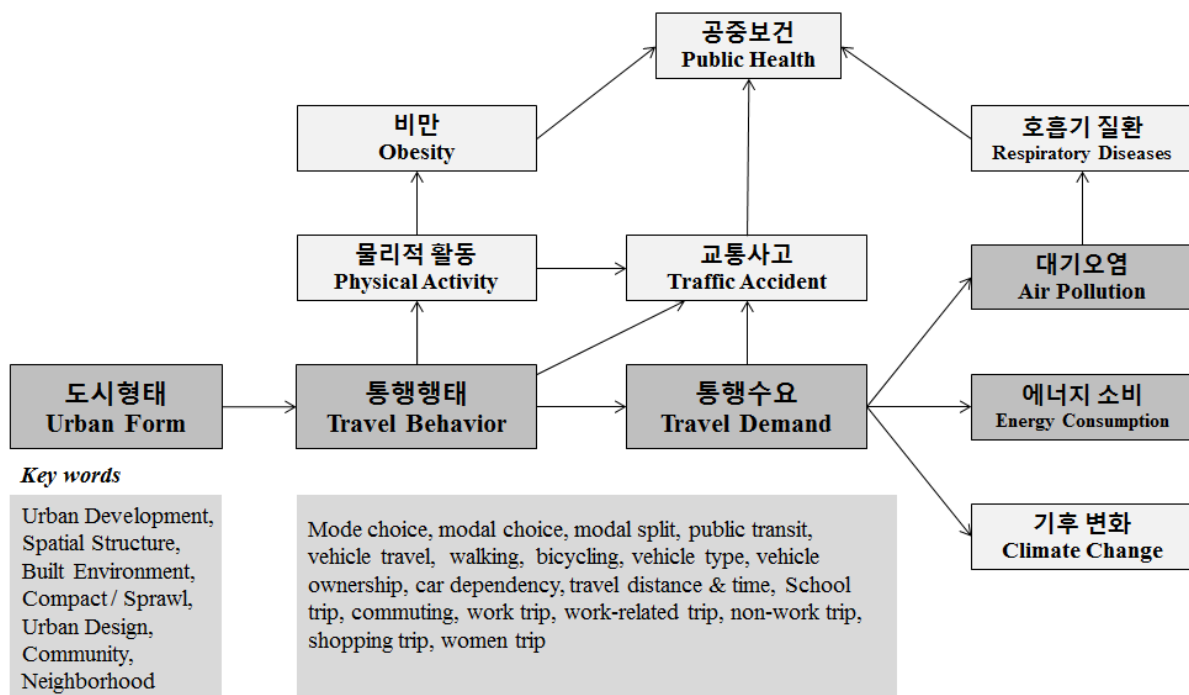 공중보건
Public Health
비만
Obesity
호흡기 질환
Respiratory Diseases
물리적 활동
Physical Activity
교통사고
Traffic Accident
대기오염
Air Pollution
도시형태
Urban Form
통행행태
Travel Behavior
통행수요
Travel Demand
에너지 소비
Energy Consumption
기후 변화
Climate Change
Key words
Urban Development,
Spatial Structure,
Built Environment,
Compact / Sprawl,
Urban Design,
Community,
Neighborhood
Mode choice, modal choice, modal split, public transit,
vehicle travel, walking, bicycling, vehicle type, vehicle
ownership, car dependency, travel distance & time, School
trip, commuting, work trip, work-related trip, non-work trip,
shopping trip, women trip